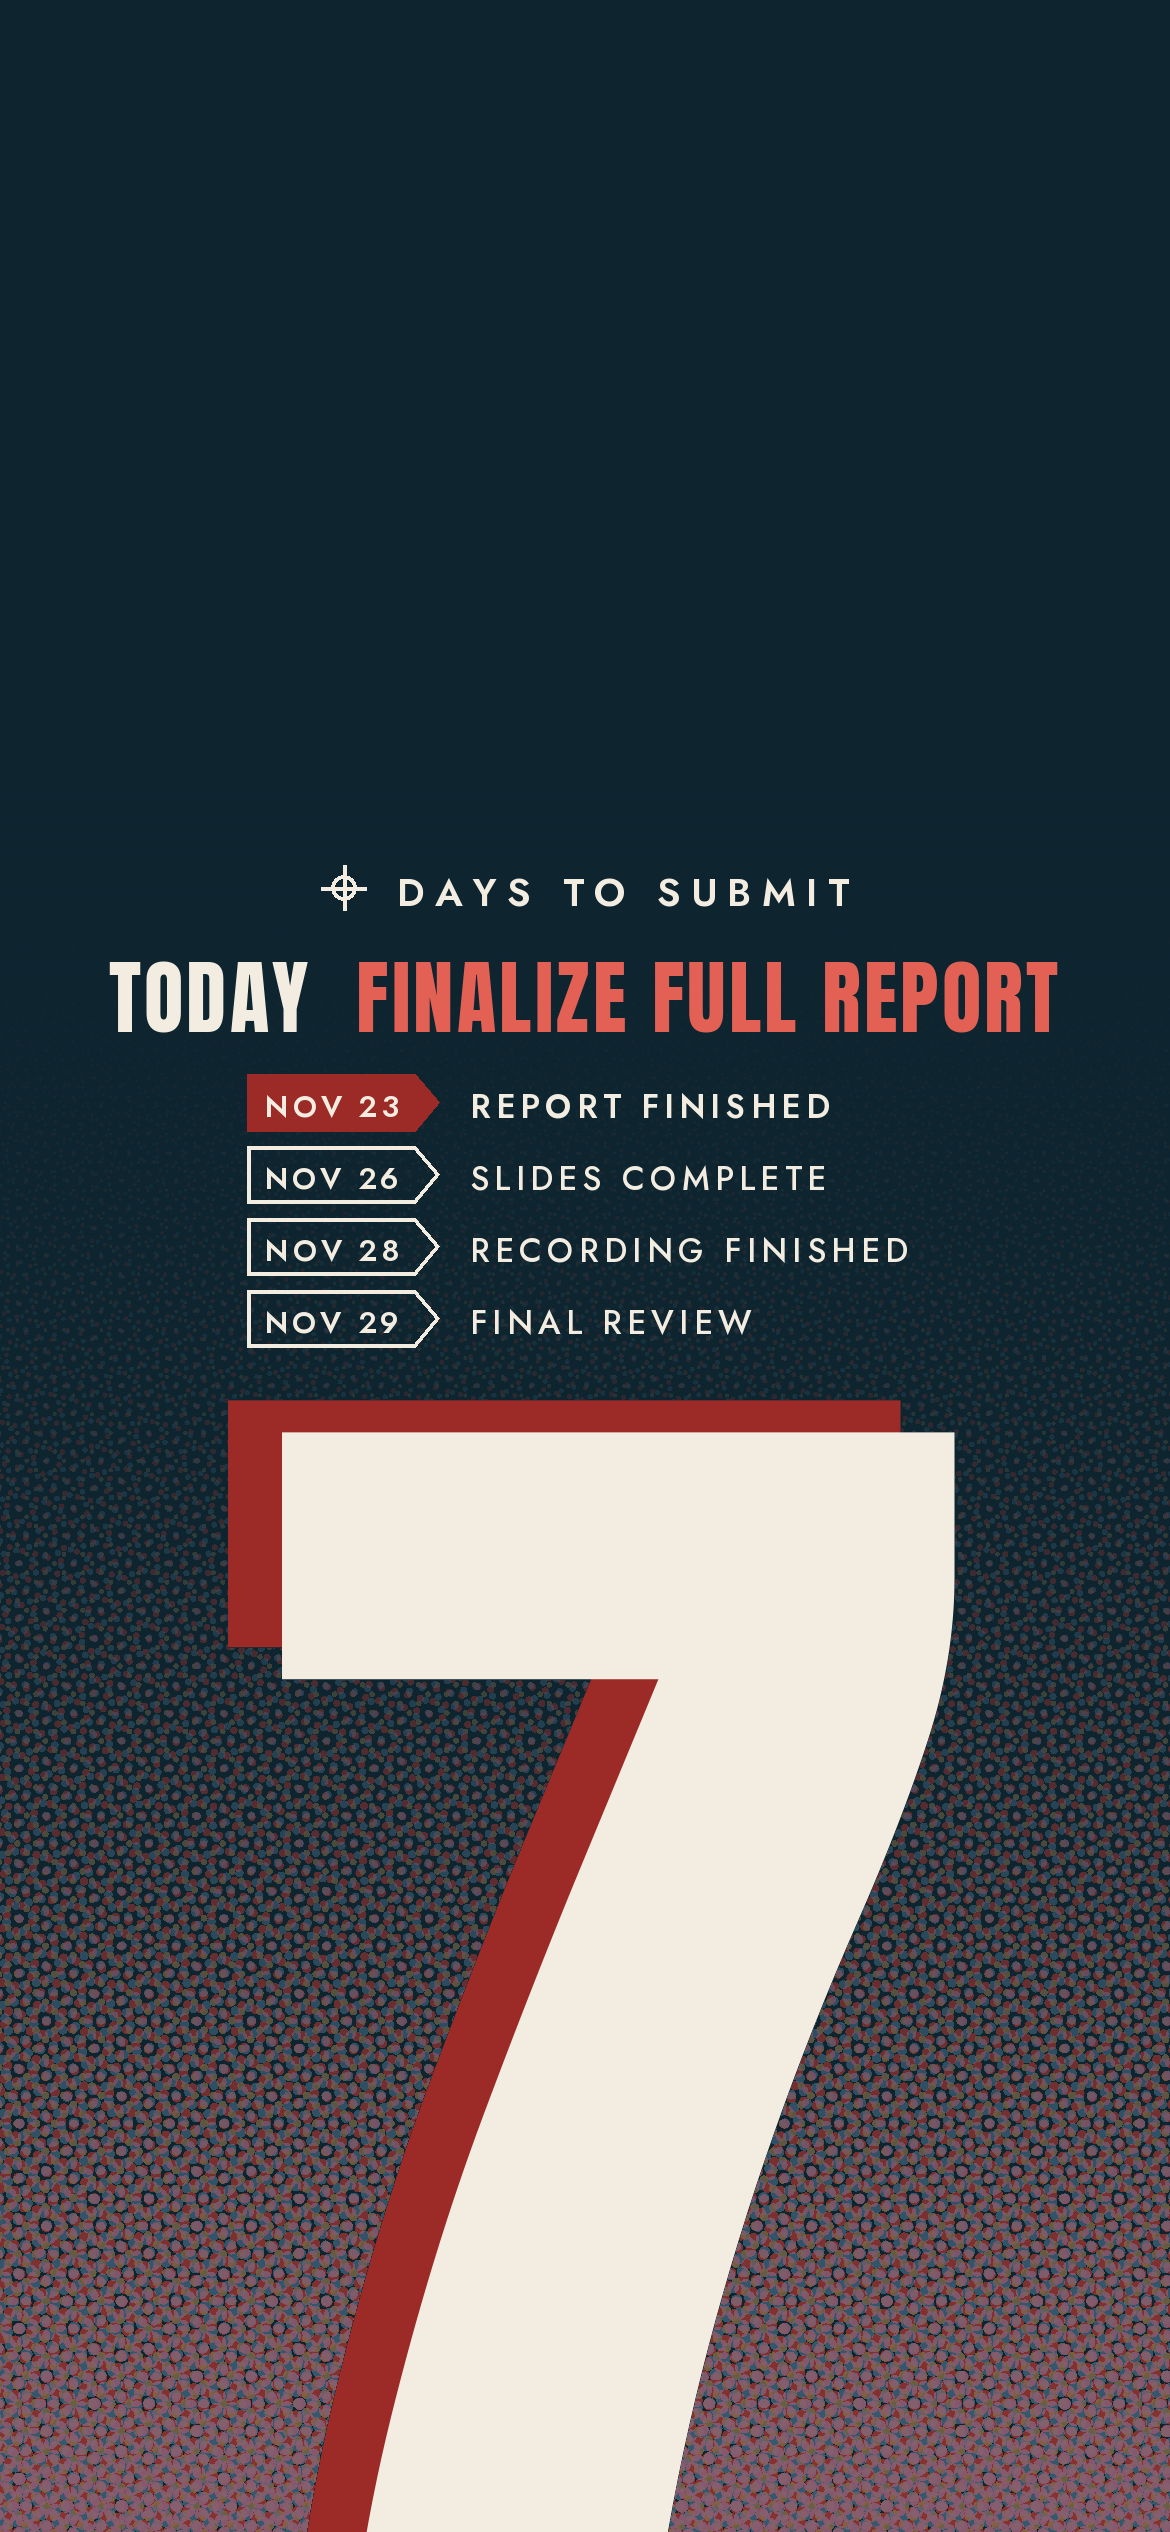 DAYS TO SUBMIT
TODAY FINALIZE FULL REPORT
NOV 23 REPORT FINISHED
NOV 26 SLIDES COMPLETE
NOV 28 RECORDING FINISHED
NOV 29 FINAL REVIEW
7